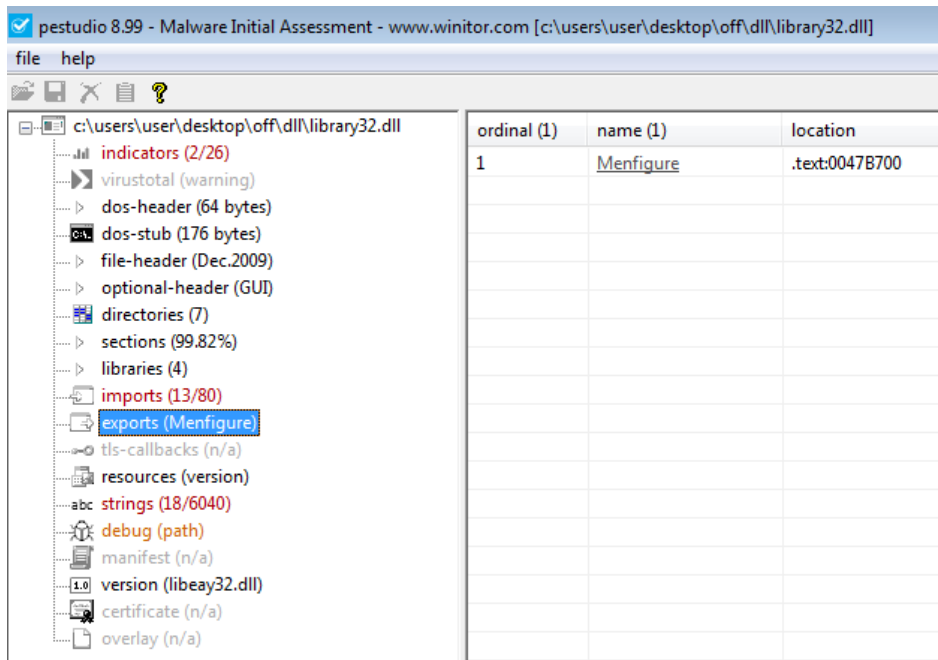 pestudio 8.99 - Malware Initial Assessment - www.winitor.com [c:\users\user\desktop\off\dll\library32.dll]
file help
c:\users\user\desktop\off\dll\library32.dll
indicators (2/26)
virustotal (warning)
dos-header (64 bytes)
dos-stub (176 bytes)
file-header (Dec.2009)
optional-header (GUI)
directories (7)
sections (99.82%)
libraries (4)
imports (13/80)
exports (Menfigure)
tls-callbacks (n/a)
resources (version)
abc strings (18/6040)
debug (path)
manifest (n/a)
1.0 version (libeay32.dll)
certificate (n/a)
overlay (n/a)
ordinal (1) name (1) location
1 Menfigure .text:0047B700